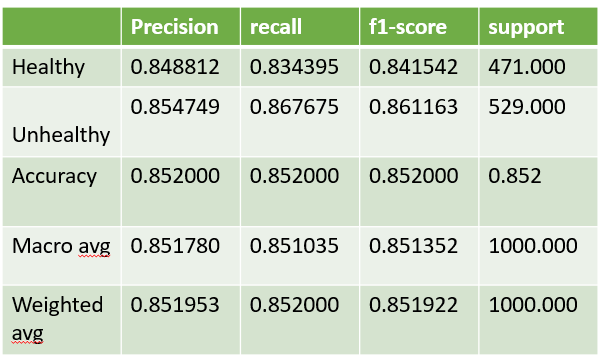 Precision recall f1-score support
Healthy 0.848812 0.834395 0.841542 471.000
0.854749 0.867675 0.861163 529.000
Unhealthy
Accuracy 0.852000 0.852000 0.852000 0.852
Macro avg 0.851780 0.851035 0.851352 1000.000
Weighted 0.851953 0.852000 0.851922 1000.000
avg